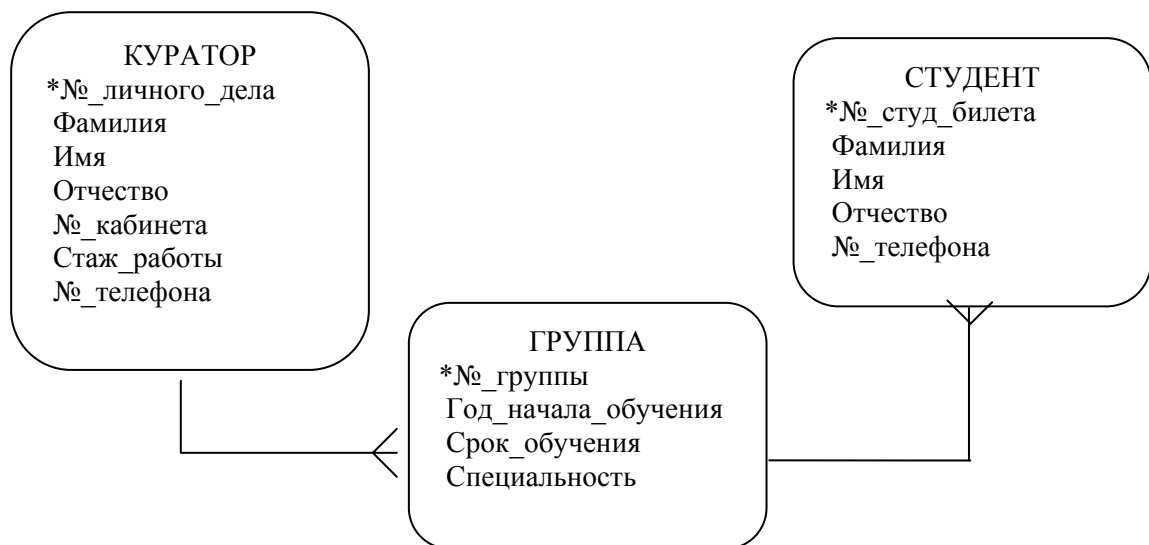 КУРАТОР
*№_личного_дела
Фамилия
Имя
Отчество
№_кабинета
Стаж_работы
№_телефона
СТУДЕНТ
*№_студ_билета
Фамилия
Имя
Отчество
№_телефона
ГРУППА
*№_группы
Год_начала_обучения
Срок_обучения
Специальность